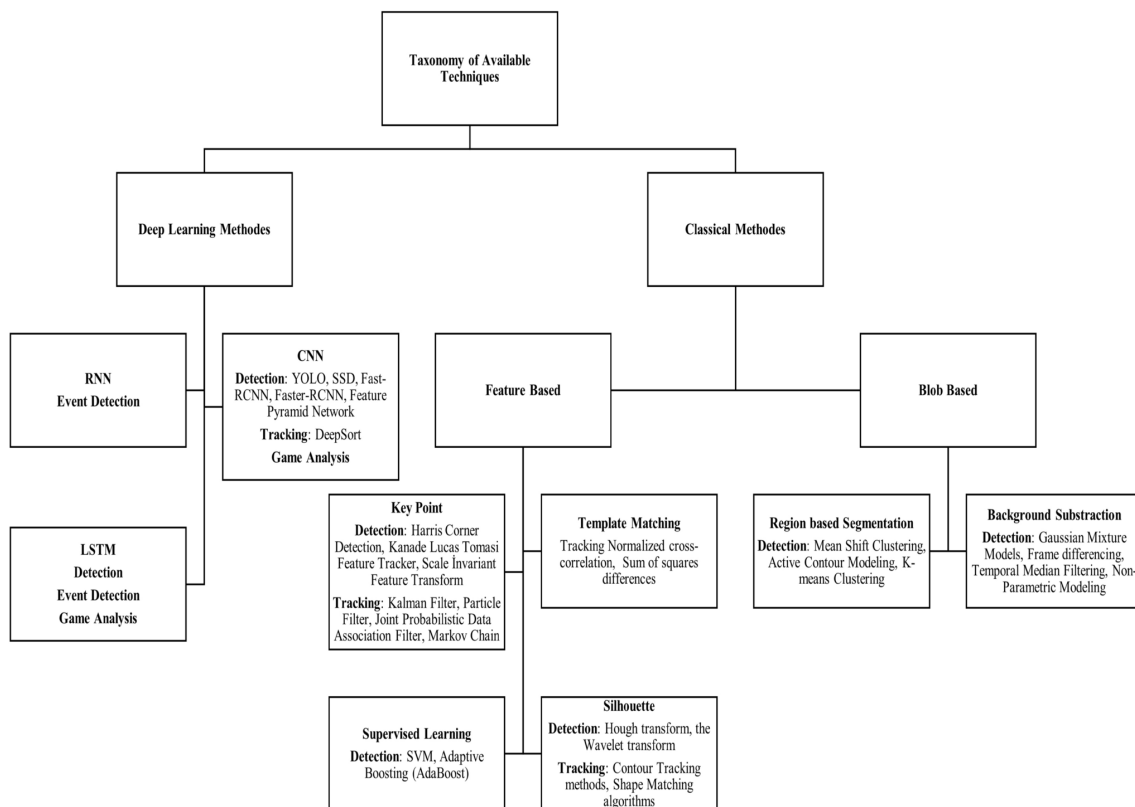 Taxonomy of Available
Techniques
Deep Learning Methodes
Classical Methodes
RNN
Event Detection
CNN
Detection: YOLO, SSD, Fast-
RCNN, Faster-RCNN, Feature
Pyramid Network
Tracking: DeepSort
Game Analysis
Feature Based
Blob Based
LSTM
Detection
Event Detection
Game Analysis
Key Point
Detection: Harris Corner
Detection, Kanade Lucas Tomasi
Feature Tracker, Scale İnvariant
Feature Transform
Tracking: Kalman Filter, Particle
Filter, Joint Probabilistic Data
Association Filter, Markov Chain
Template Matching
Tracking Normalized cross-
correlation, Sum of squares
differences
Region based Segmentation
Detection: Mean Shift Clustering,
Active Contour Modeling, K-
means Clustering
Background Substraction
Detection: Gaussian Mixture
Models, Frame differencing,
Temporal Median Filtering, Non-
Parametric Modeling
Supervised Learning
Detection: SVM, Adaptive
Boosting (AdaBoost)
Silhouette
Detection: Hough transform, the
Wavelet transform
Tracking: Contour Tracking
methods, Shape Matching
algorithms